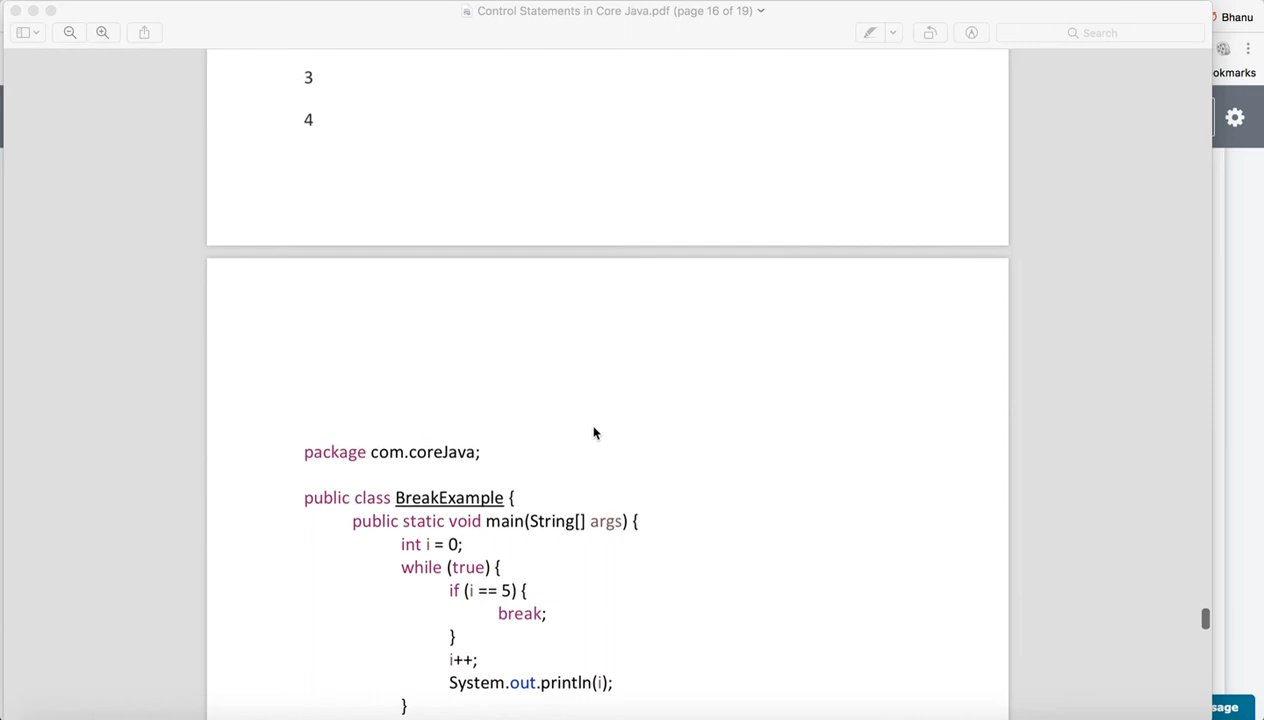 Control Statements in Core Java.pdf (page 16 of 19)
Bhanu
Search
okmarks
3
4
package com.coreJava;
public class BreakExample {
public static void main(String[] args) {
int i = 0;
while (true) {
if (i == 5) {
break;
}
i++;
System.out.println(i);
}
sage